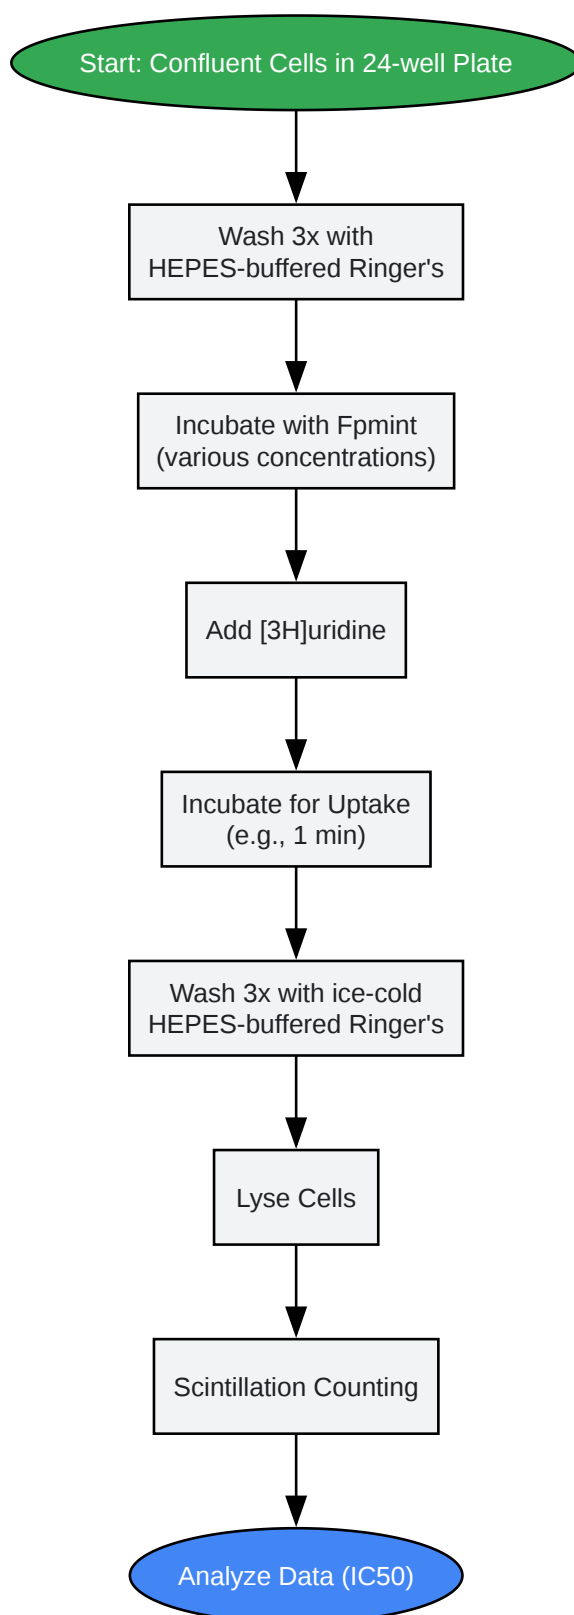 Start: Confluent Cells in 24-well Plate
Wash 3x with
HEPES-buffered Ringer's
Incubate with Fpmint
(various concentrations)
Add [3H]uridine
Incubate for Uptake
(e.g., 1 min)
Wash 3x with ice-cold
HEPES-buffered Ringer's
Lyse Cells
Scintillation Counting
Analyze Data (IC50)